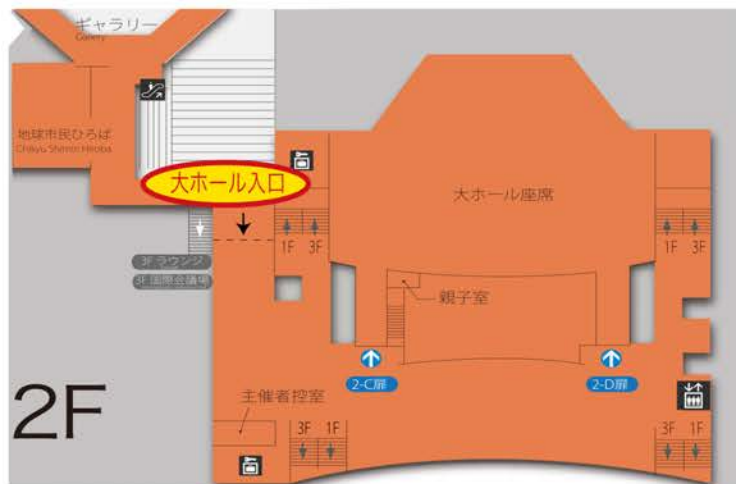 ギャラリー
Gallery
地球市民ひろば
Chikyu Shimin Hiroba
大ホール入口
大ホール座席
1F 3F
1F 3F
3F ラウンジ
3F 国際会議場
親子室
2-C扉
2-D扉
2F
主催者控室
3F 1F
3F 1F